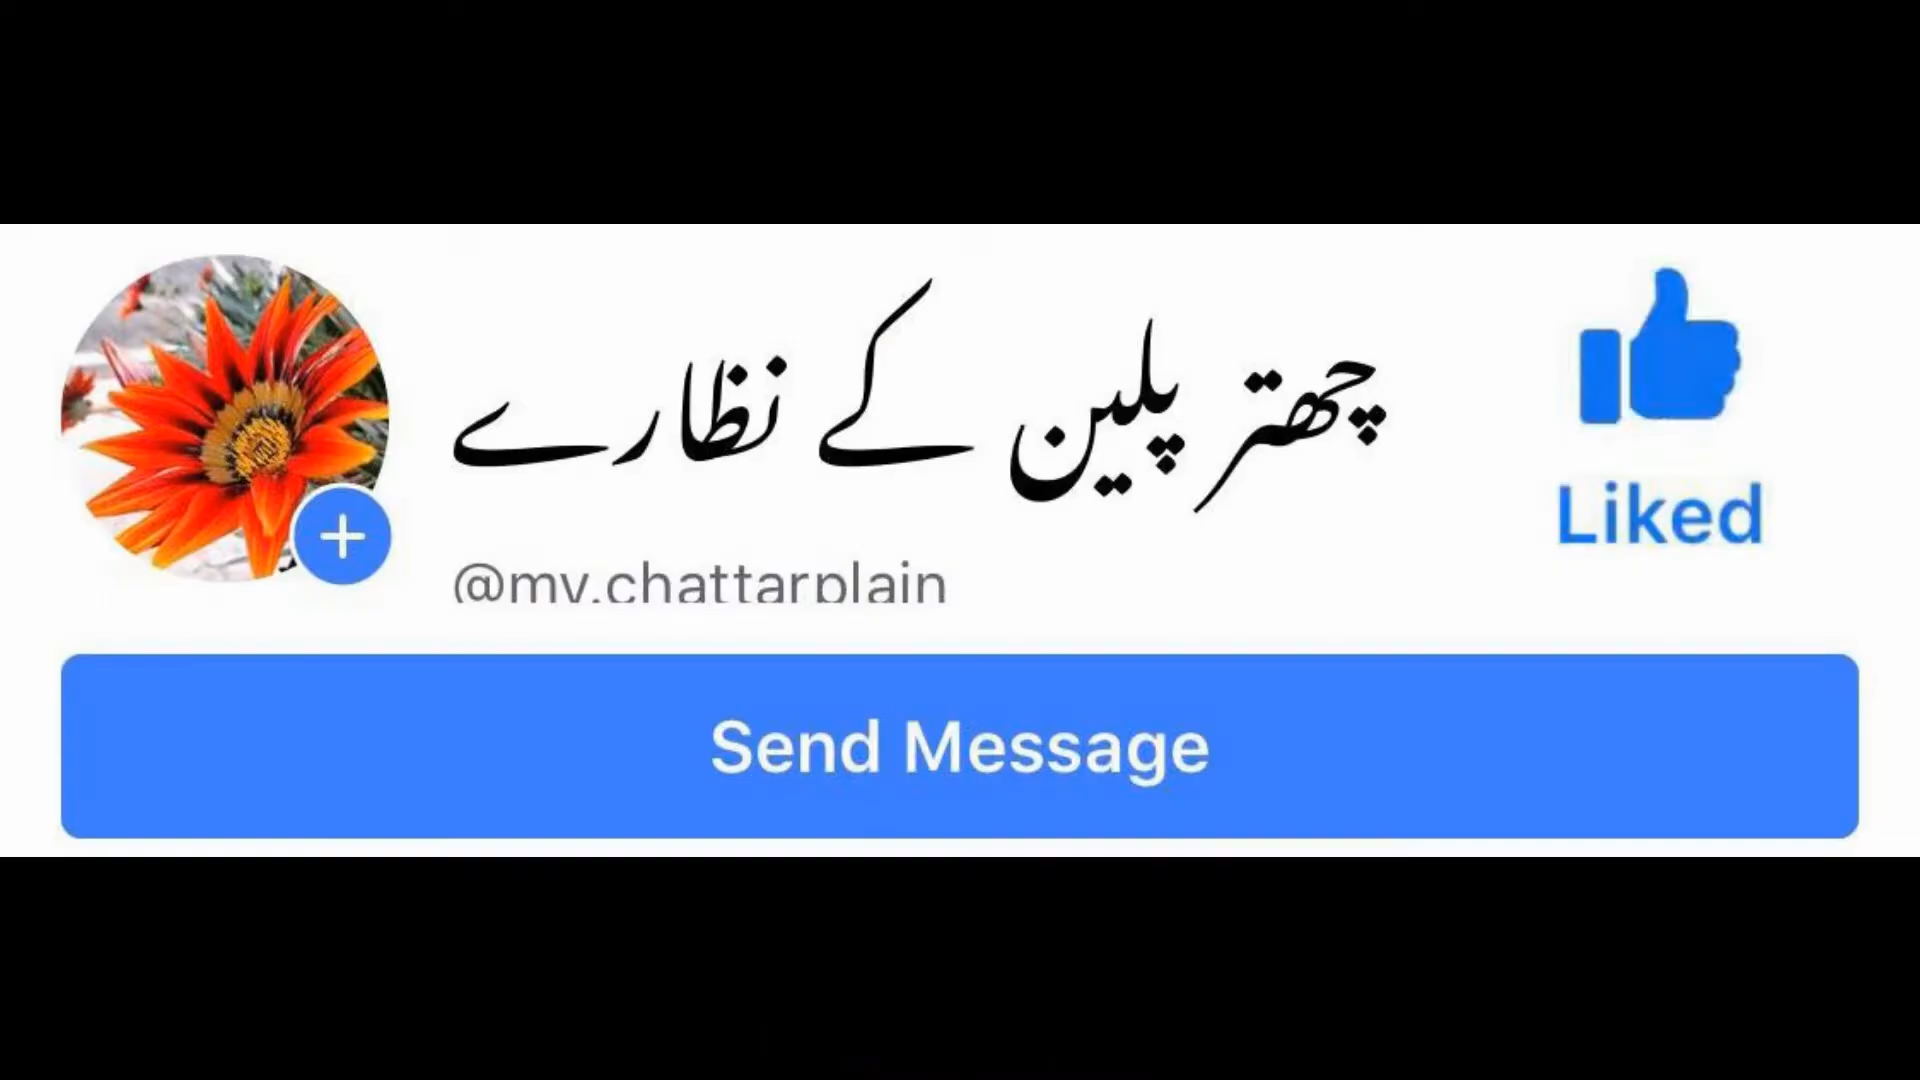 چھتر پلین کے نظارے
Liked
@my.chattarplain
Send Message